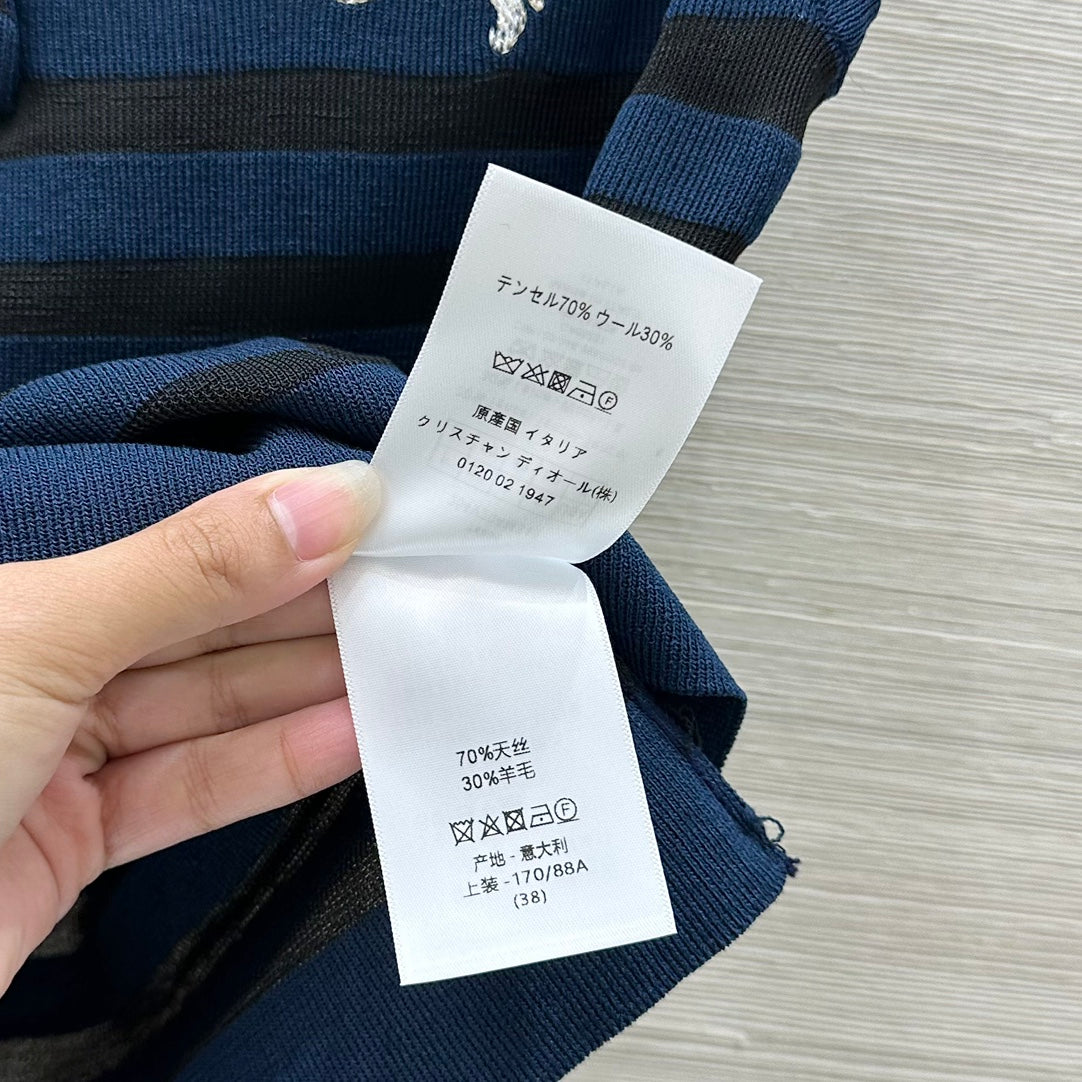 テンセル70% ウール30%
F
原産国 イタリア
クリスチャン ディオール(株)
0120 02 1947
70%天丝
30%羊毛
F
产地 - 意大利
上装 -170/88A
(38)